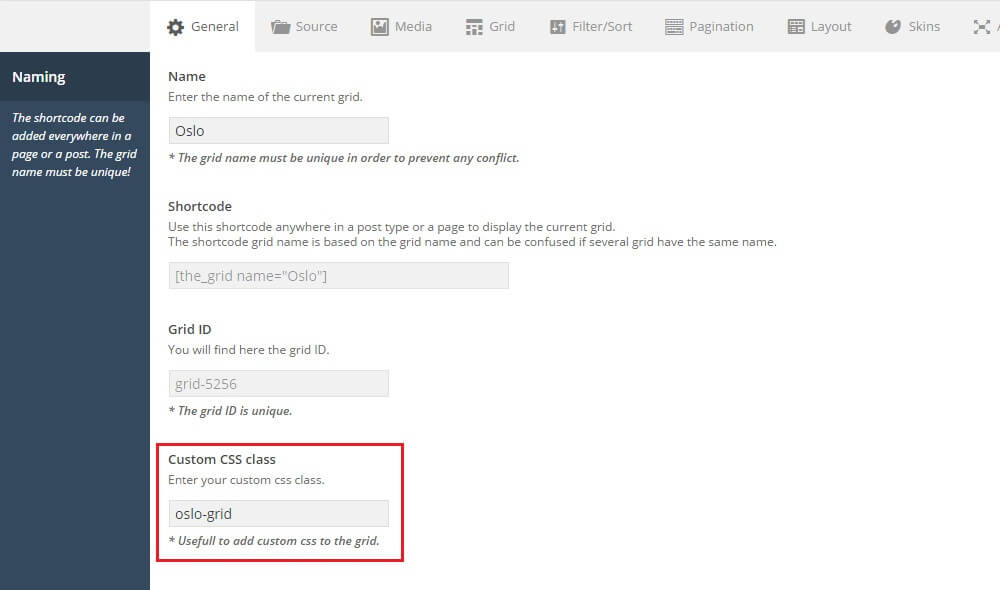 General
Source
Media
Grid
Filter/Sort
Pagination
Layout
Skins
Naming
The shortcode can be
added everywhere in a
page or a post. The grid
name must be unique!
Name
Enter the name of the current grid.
Oslo
* The grid name must be unique in order to prevent any conflict.
Shortcode
Use this shortcode anywhere in a post type or a page to display the current grid.
The shortcode grid name is based on the grid name and can be confused if several grid have the same name.
[the_grid name="Oslo"]
Grid ID
You will find here the grid ID.
grid-5256
* The grid ID is unique.
Custom CSS class
Enter your custom css class.
oslo-grid
* Usefull to add custom css to the grid.